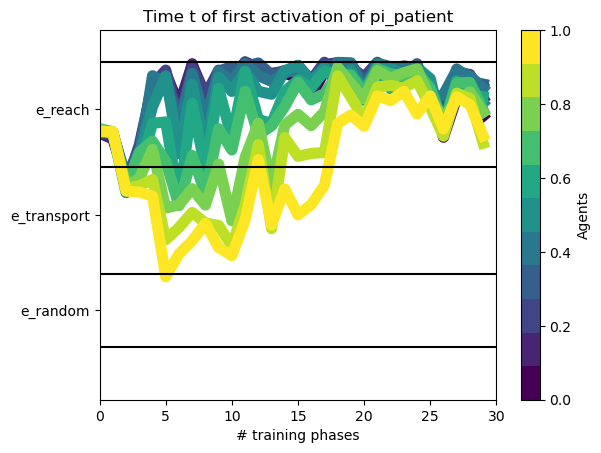 Time t of first activation of pi_patient
e_reach
e_transport
e_random
0
5
10
15
20
25
30
# training phases
1.0
0.8
0.6
0.4
0.2
0.0
Agents